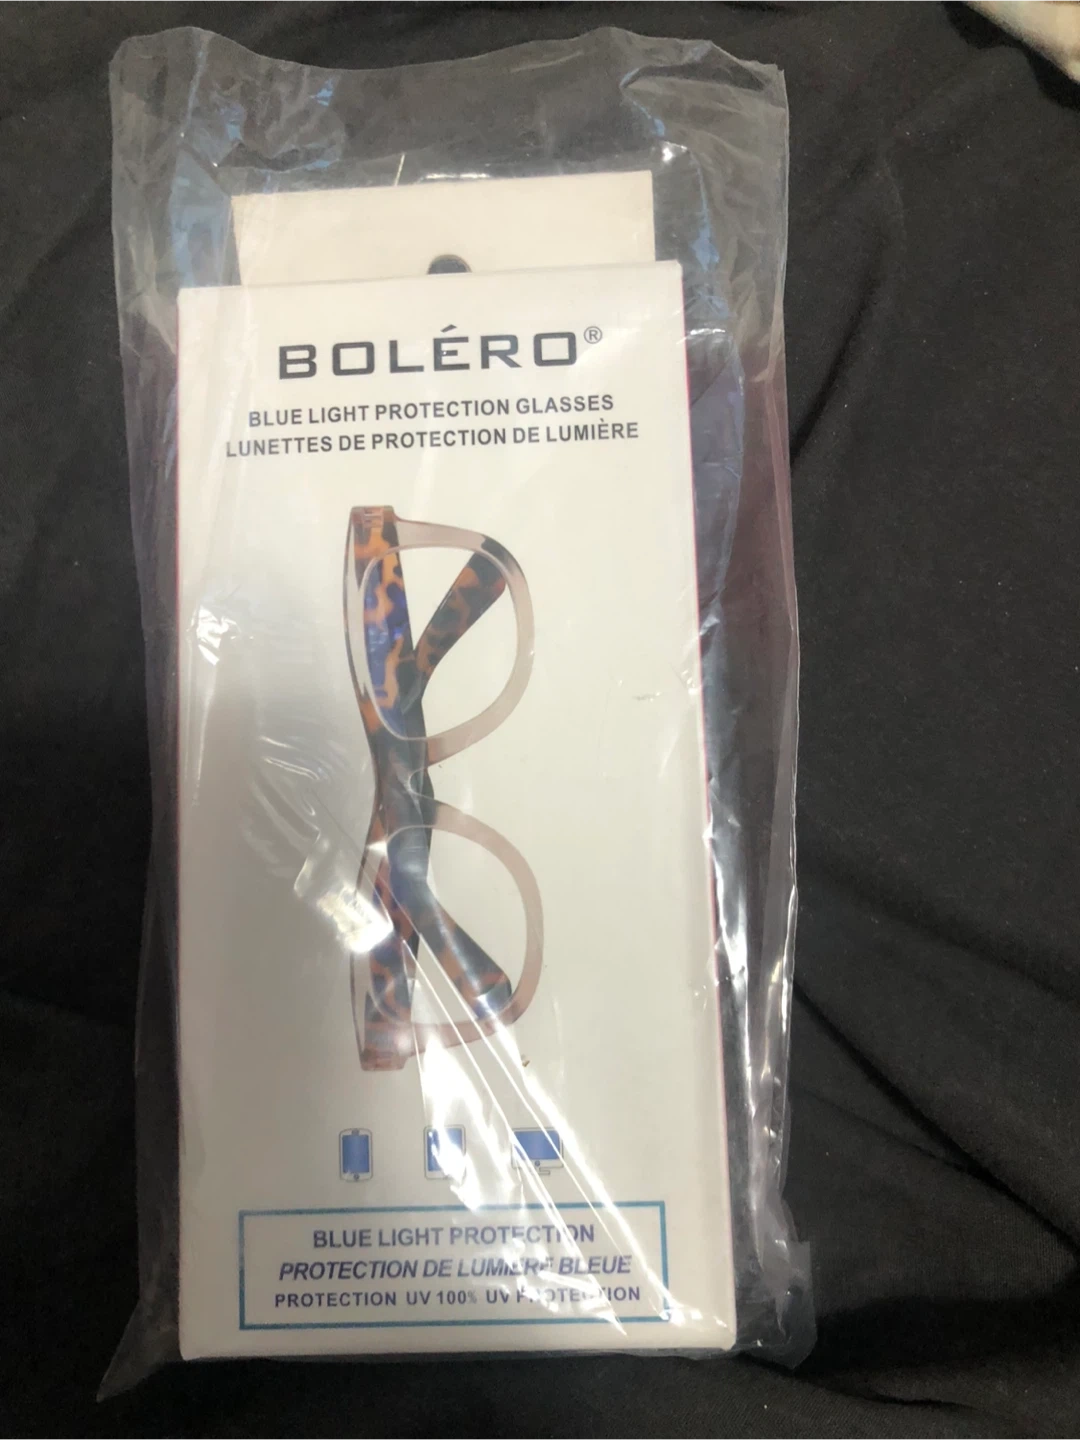 BOLÉRO®
BLUE LIGHT PROTECTION GLASSES
LUNETTES DE PROTECTION DE LUMIÈRE
BLUE LIGHT PROTECTION
PROTECTION DE LUMIÈRE BLEUE
PROTECTION UV 100% UV PROTECTION